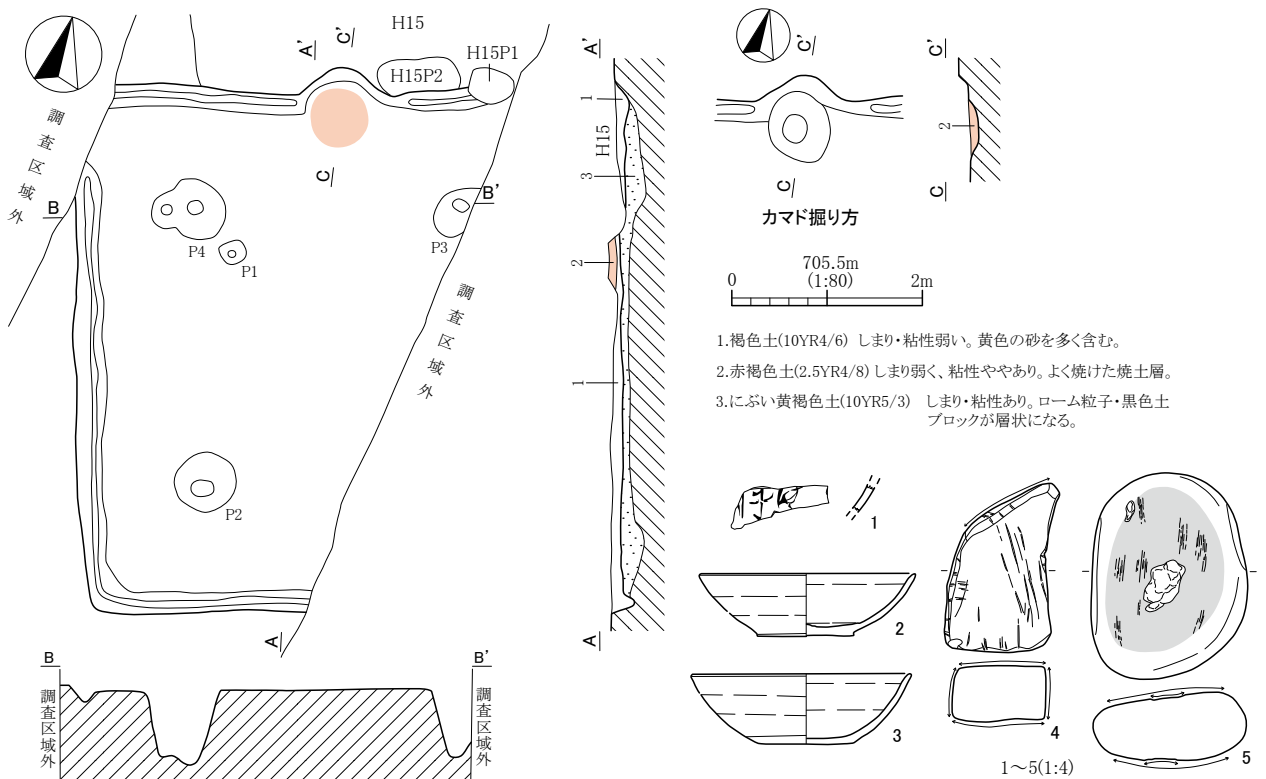 H15
A'
C'
H15P1
H15P2
調査区域外
C
B
B'
P4
P1
P3
調査区域外
P2
A
B
B'
調査区域外
調査区域外
A'
1
H15
3
2
1
A
C'
C
カマド掘り方
C'
2
C
705.5m
0 (1:80) 2m
1.褐色土(10YR4/6) しまり・粘性弱い。黄色の砂を多く含む。
2.赤褐色土(2.5YR4/8) しまり弱く、粘性ややあり。よく焼けた焼土層。
3.にぶい黄褐色土(10YR5/3) しまり・粘性あり。ローム粒子・黒色土
ブロックが層状になる。
1
2
3
4
5
1～5(1:4)